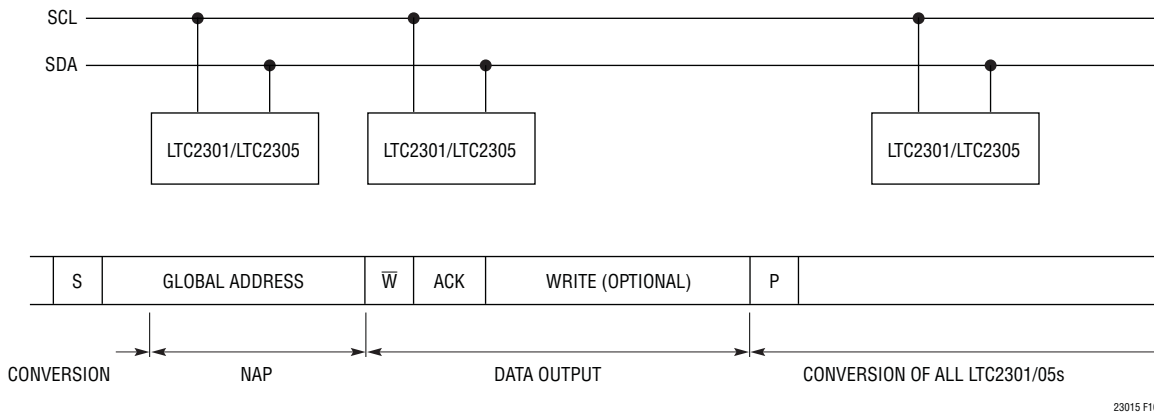 SCL
SDA
LTC2301/LTC2305 LTC2301/LTC2305 LTC2301/LTC2305
S GLOBAL ADDRESS W̅ ACK WRITE (OPTIONAL) P
CONVERSION NAP DATA OUTPUT CONVERSION OF ALL LTC2301/05s